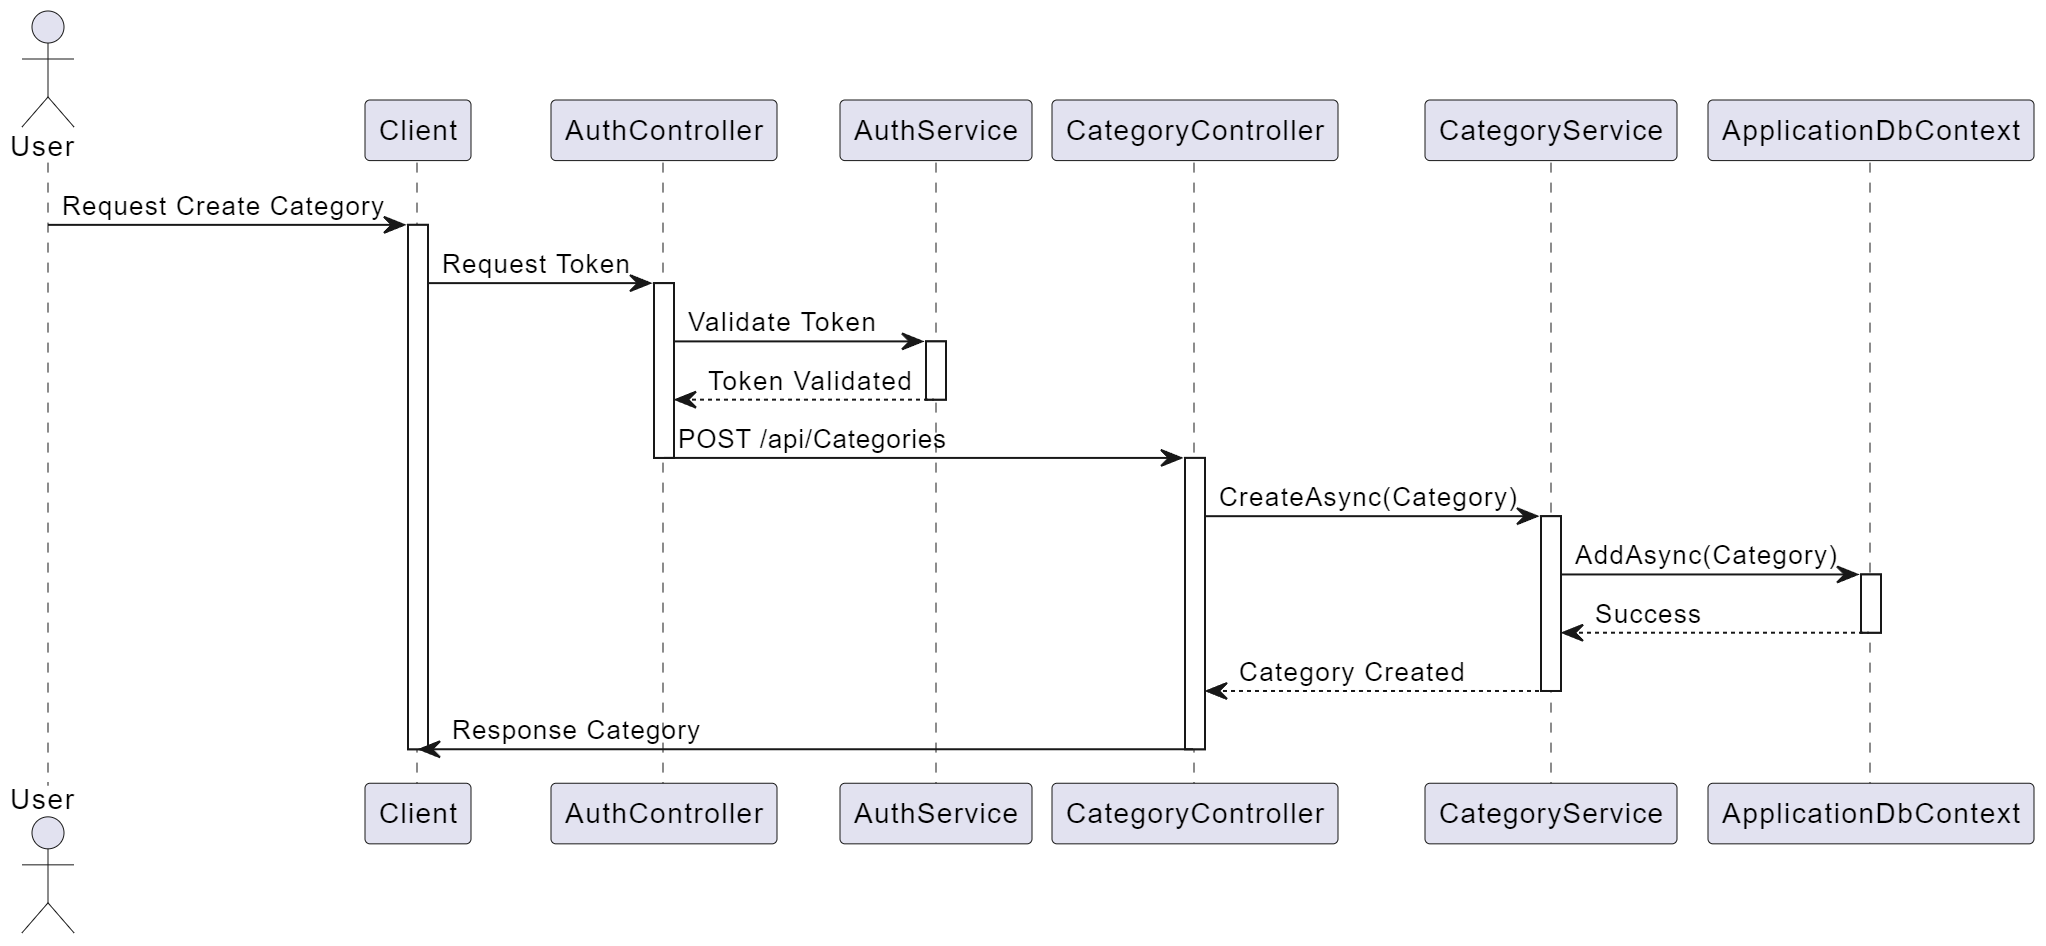 User
Client
AuthController
AuthService
CategoryController
CategoryService
ApplicationDbContext
Request Create Category
Request Token
Validate Token
Token Validated
POST /api/Categories
CreateAsync(Category)
AddAsync(Category)
Success
Category Created
Response Category
User
Client
AuthController
AuthService
CategoryController
CategoryService
ApplicationDbContext